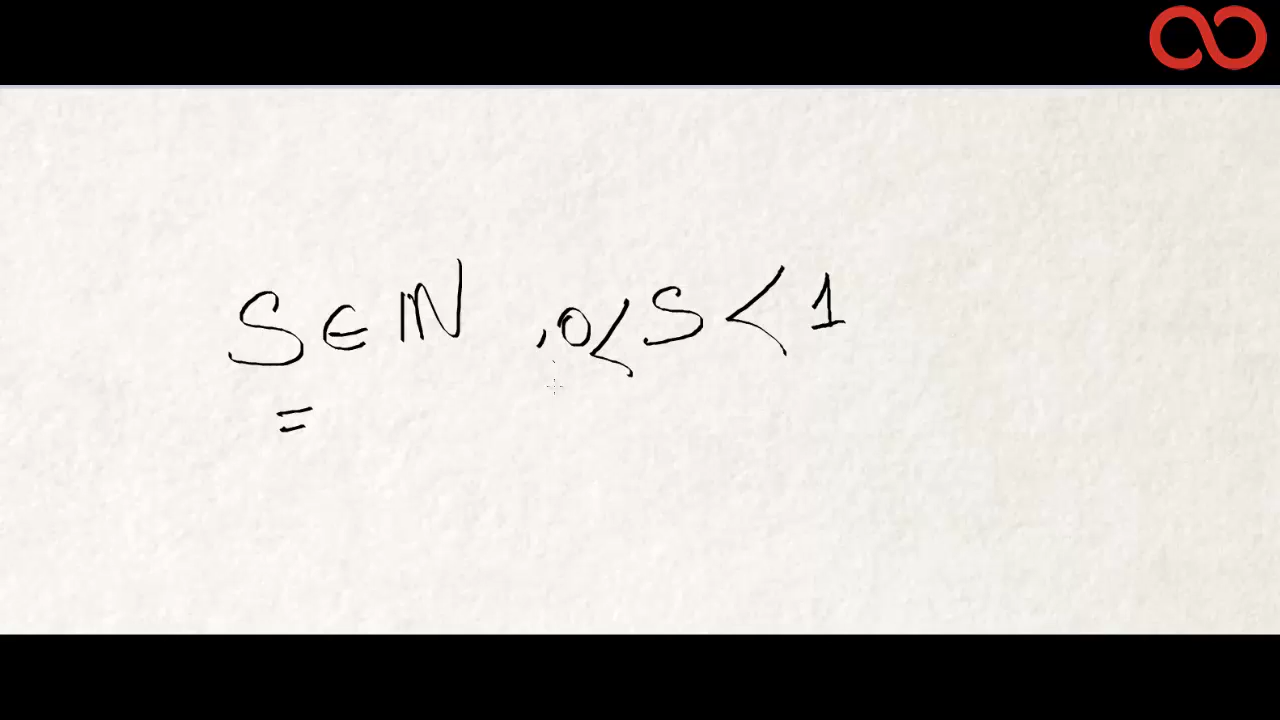 S ∈ ℕ , 0 < S < 1
=